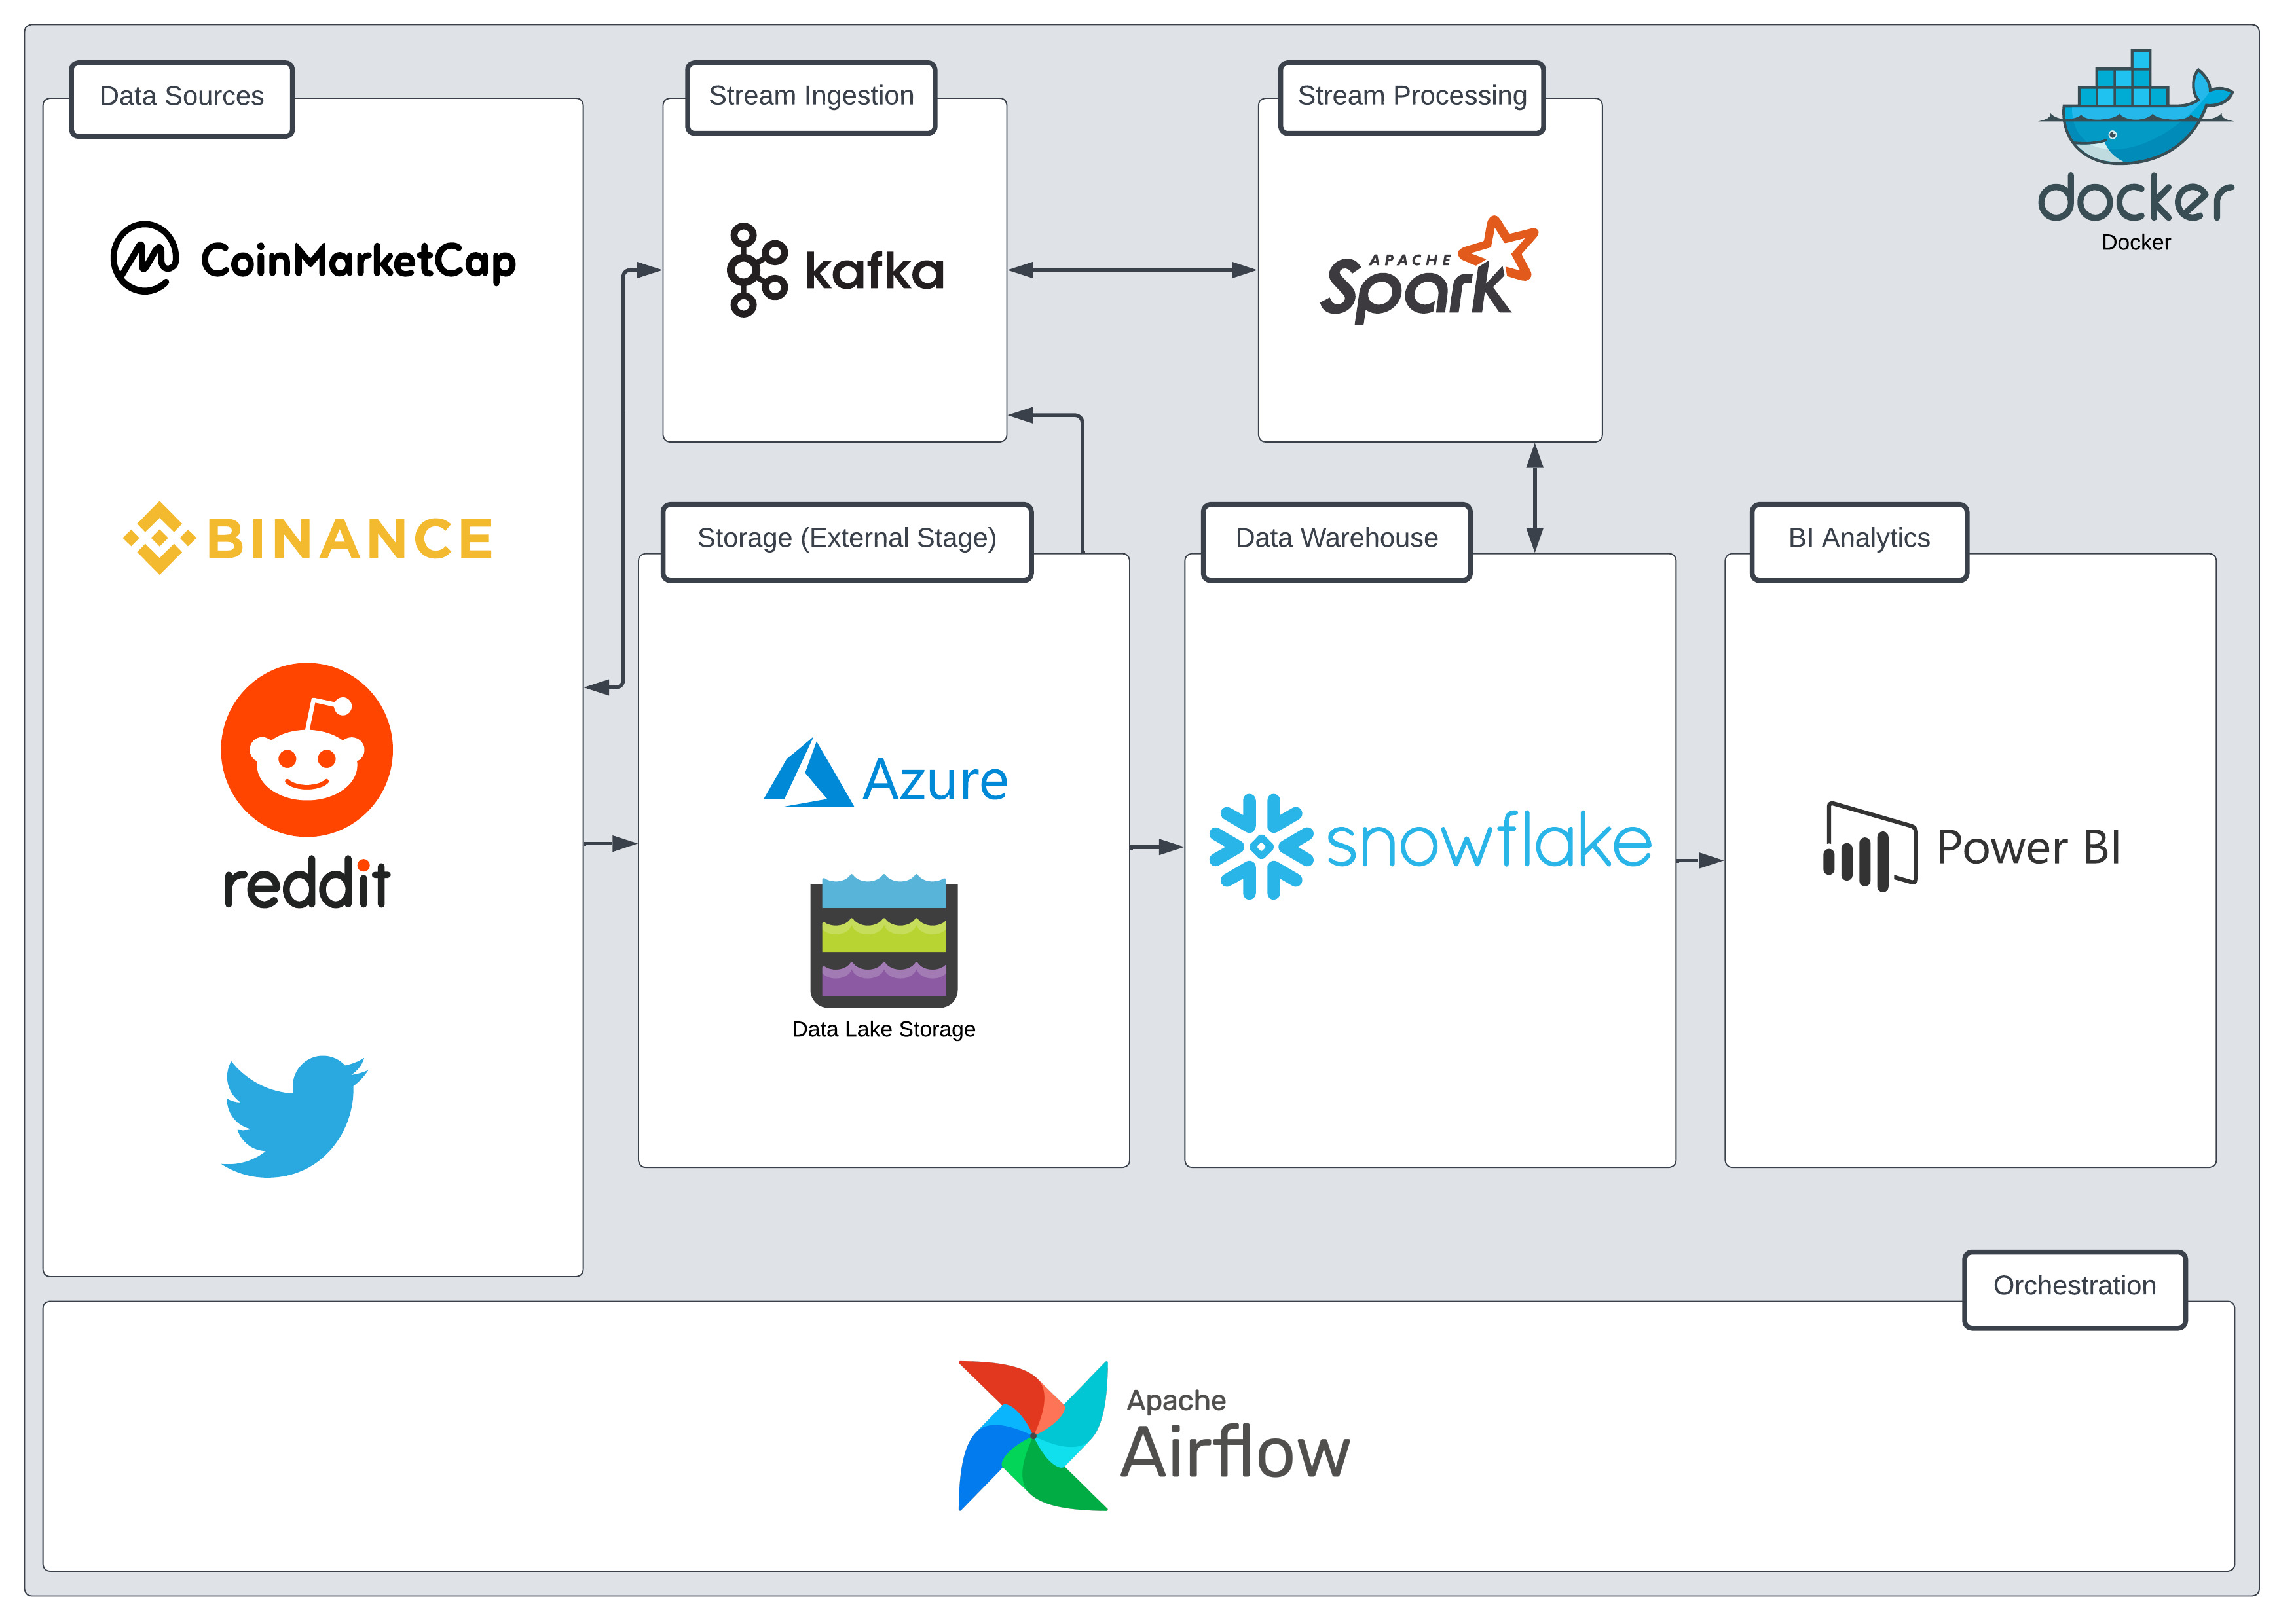 Data Sources
CoinMarketCap
BINANCE
reddit
Stream Ingestion
kafka
Stream Processing
APACHE
Spark
docker
Docker
Storage (External Stage)
Azure
Data Lake Storage
Data Warehouse
snowflake
BI Analytics
Power BI
Orchestration
Apache
Airflow